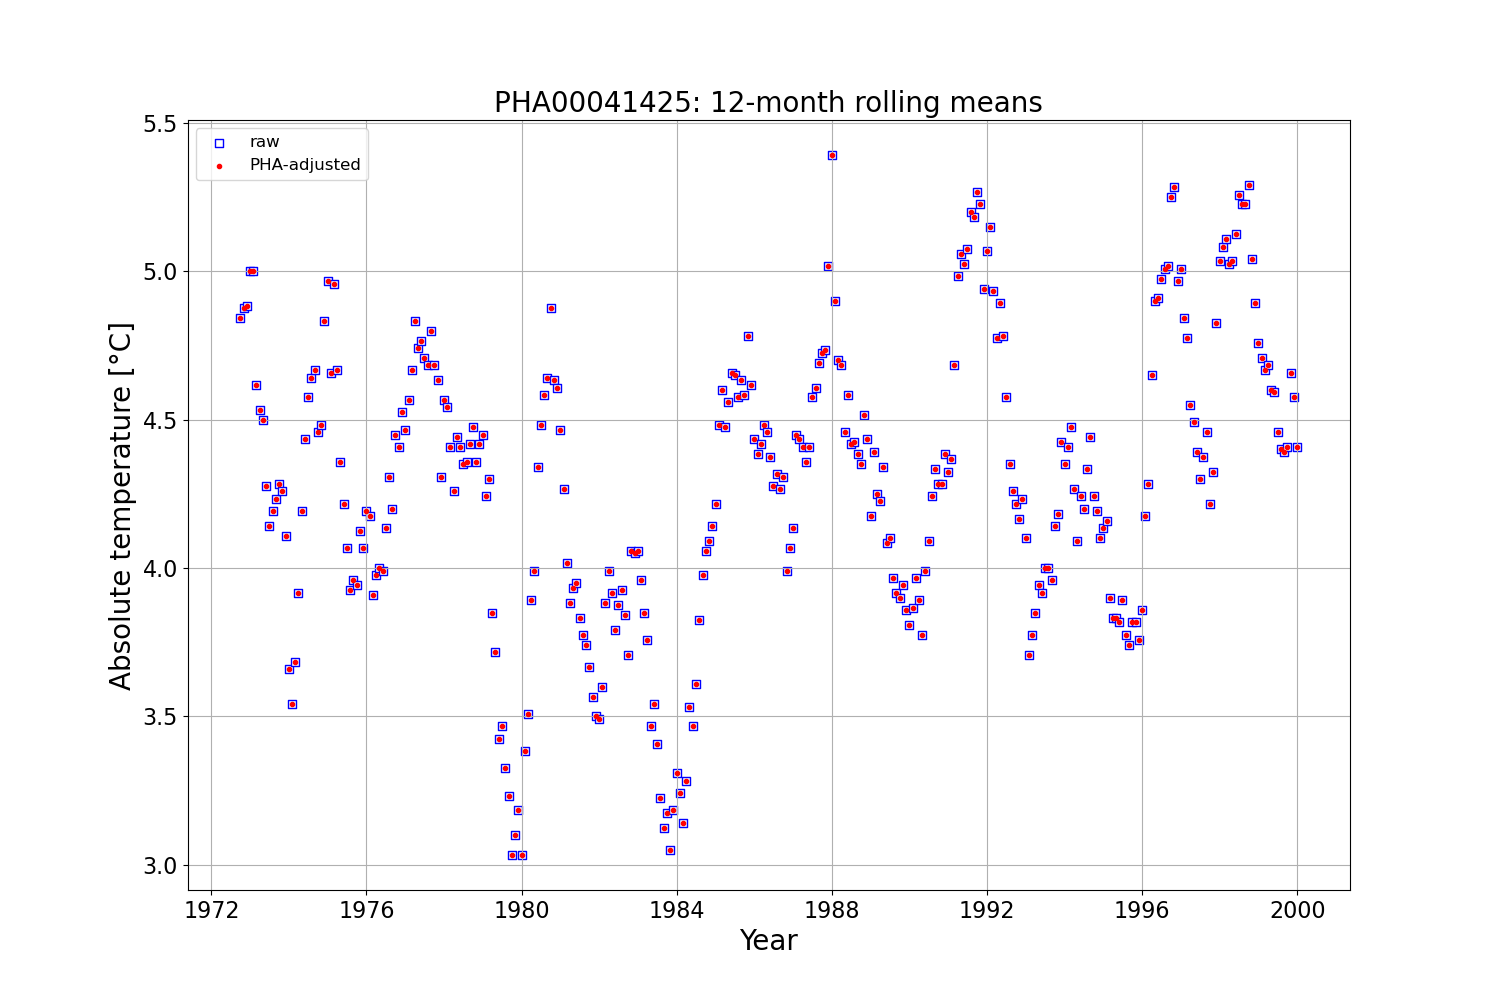 PHA00041425: 12-month rolling means
raw
PHA-adjusted
Absolute temperature [°C]
5.5
5.0
4.5
4.0
3.5
3.0
1972 1976 1980 1984 1988 1992 1996 2000
Year